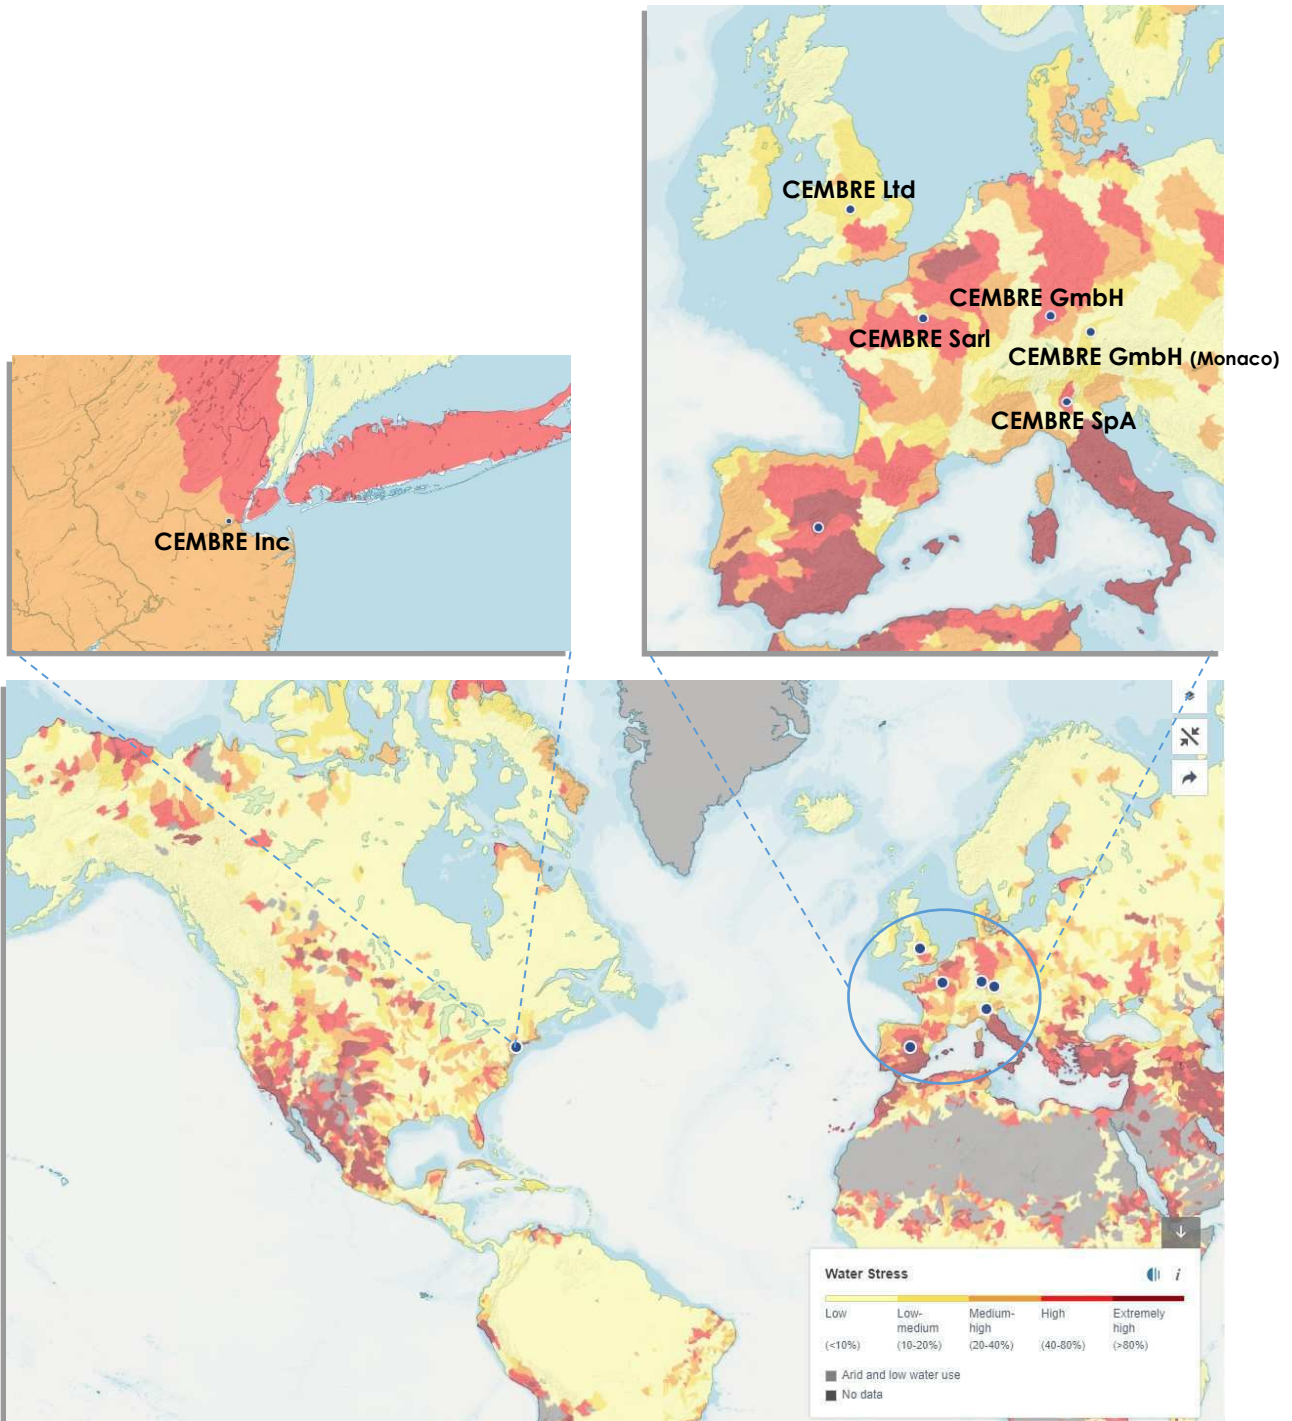 CEMBRE Ltd
CEMBRE GmbH
CEMBRE Sarl
CEMBRE GmbH (Monaco)
CEMBRE SpA
CEMBRE Inc
Water Stress
i
Low
Low-
medium
Medium-
high
High
Extremely
high
(<10%)
(10-20%)
(20-40%)
(40-80%)
(>80%)
Arid and low water use
No data